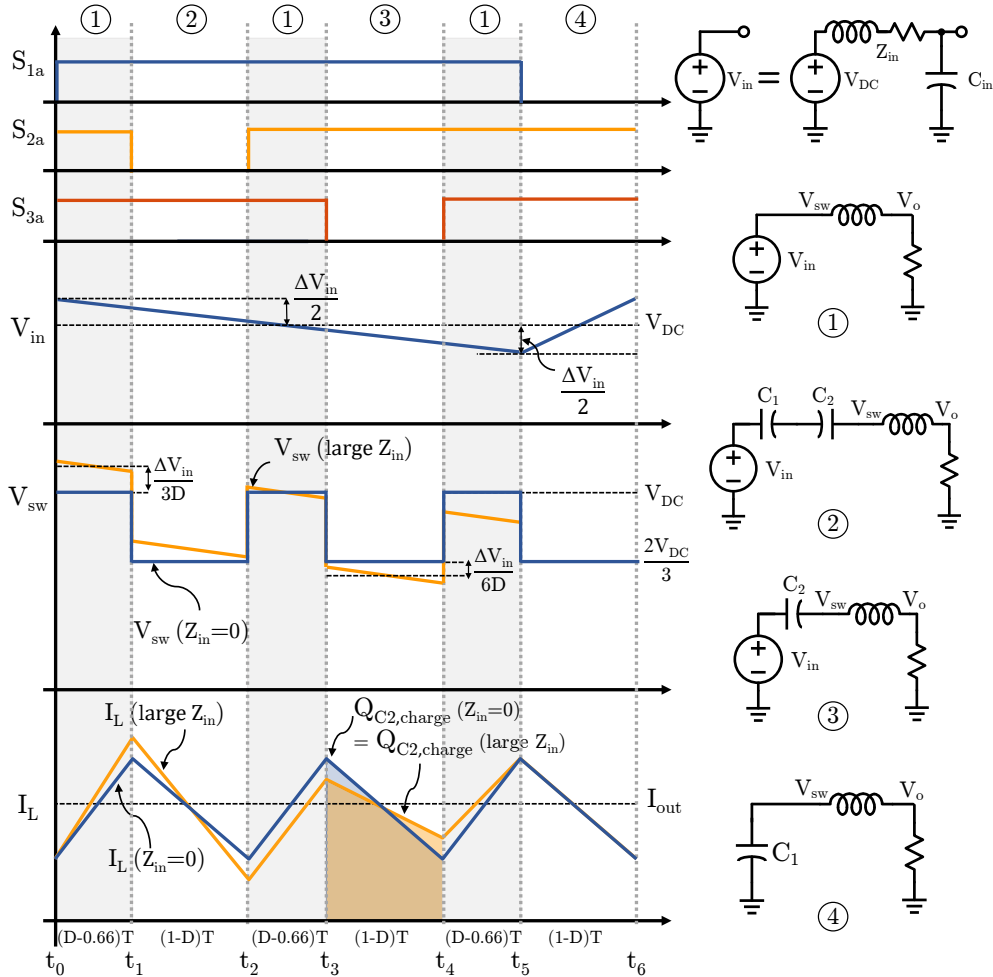 ① ② ① ③ ① ④
S1a
S2a
S3a
Vin
ΔVin
2
VDC
ΔVin
2
Vsw
ΔVin
3D
Vsw (large Zin)
VDC
2VDC
3
ΔVin
6D
Vsw (Zin=0)
IL (large Zin)
QC2,charge (Zin=0)
= QC2,charge (large Zin)
IL
Iout
IL (Zin=0)
(D-0.66)T (1-D)T (D-0.66)T (1-D)T (D-0.66)T (1-D)T
t0 t1 t2 t3 t4 t5 t6
+ − Vin = + − VDC Zin Cin
Vsw Vo
+ − Vin
①
C1 C2 Vsw Vo
+ − Vin
②
C2 Vsw Vo
+ − Vin
③
Vsw Vo
C1
④